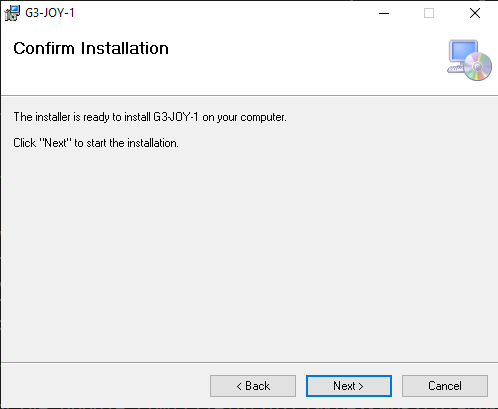 G3-JOY-1
Confirm Installation
The installer is ready to install G3-JOY-1 on your computer.
Click "Next" to start the installation.
< Back
Next >
Cancel